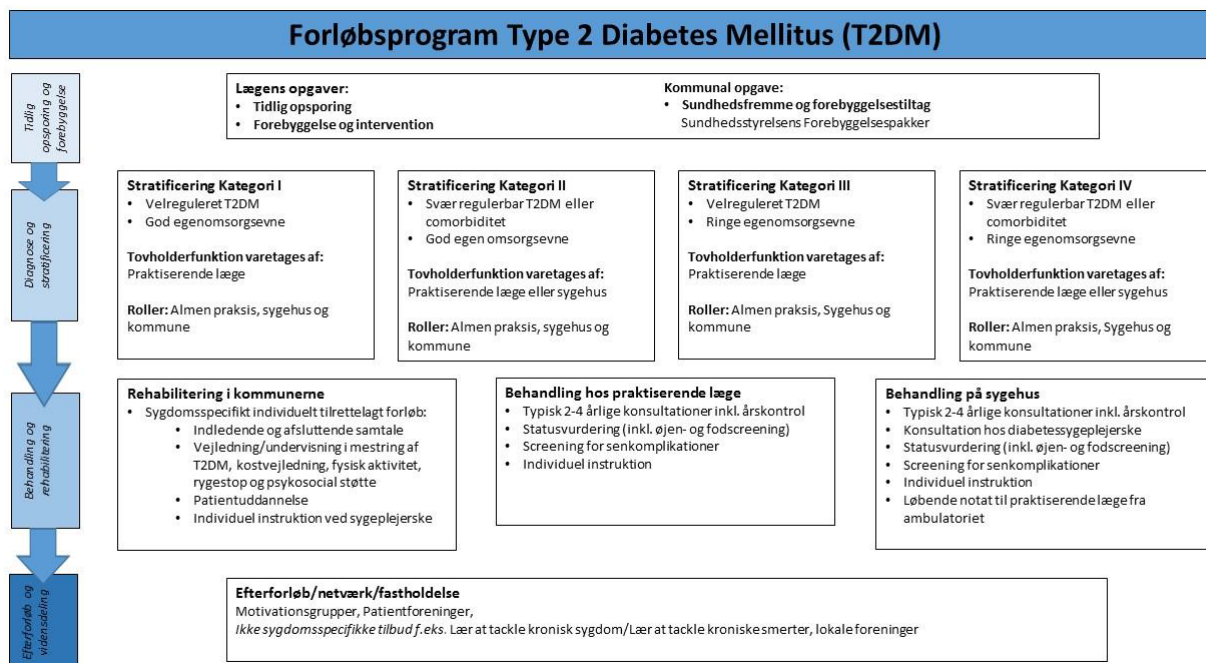 Forløbsprogram Type 2 Diabetes Mellitus (T2DM)
Tidlig
opsporing og
forebyggelse
Lægens opgaver:
• Tidlig opsporing
• Forebyggelse og intervention
Kommunal opgave:
• Sundhedsfremme og forebyggelsestiltag
Sundhedsstyrelsens Forebyggelsespakker
Diagnose og
stratificering
Stratificering Kategori I
• Velreguleret T2DM
• God egenomsorgsevne
Tovholderfunktion varetages af:
Praktiserende læge
Roller: Almen praksis, sygehus og
kommune
Stratificering Kategori II
• Svær regulerbar T2DM eller
comorbiditet
• God egen omsorgsevne
Tovholderfunktion varetages af:
Praktiserende læge eller sygehus
Roller: Almen praksis, sygehus og
kommune
Stratificering Kategori III
• Velreguleret T2DM
• Ringe egenomsorgsevne
Tovholderfunktion varetages af:
Praktiserende læge
Roller: Almen praksis, Sygehus og
kommune
Stratificering Kategori IV
• Svær regulerbar T2DM eller
comorbiditet
• Ringe egenomsorgsevne
Tovholderfunktion varetages af:
Praktiserende læge eller sygehus
Roller: Almen praksis, Sygehus og
kommune
Behandling og
rehabilitering
Rehabilitering i kommunerne
• Sygdomsspecifikt individuelt tilrettelagt forløb:
• Indledende og afsluttende samtale
• Vejledning/undervisning i mestring af
T2DM, kostvejledning, fysisk aktivitet,
rygestop og psykosocial støtte
• Patientuddannelse
• Individuel instruktion ved sygeplejerske
Behandling hos praktiserende læge
• Typisk 2-4 årlige konsultationer inkl. årskontrol
• Statusvurdering (inkl. øjen- og fodscreening)
• Screening for senkomplikationer
• Individuel instruktion
Behandling på sygehus
• Typisk 2-4 årlige konsultationer inkl. årskontrol
• Konsultation hos diabetessygeplejerske
• Statusvurdering (inkl. øjen- og fodscreening)
• Screening for senkomplikationer
• Individuel instruktion
• Løbende notat til praktiserende læge fra
ambulatoriet
Efterforløb og
vidensdeling
Efterforløb/netværk/fastholdelse
Motivationsgrupper, Patientforeninger,
Ikke sygdomsspecifikke tilbud f.eks. Lær at tackle kronisk sygdom/Lær at tackle kroniske smerter, lokale foreninger